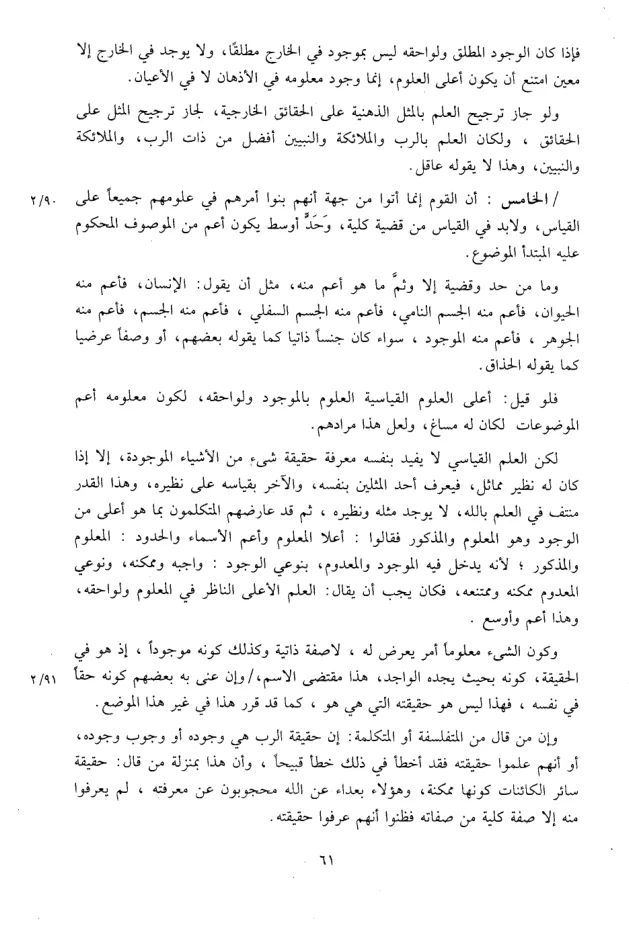 فإذا كان الوجود المطلق ولواحقه ليس بموجود في الخارج مطلقًا، ولا يوجد في الخارج إلا
معين امتنع أن يكون أعلى العلوم، إنما وجود معلومه في الأذهان لا في الأعيان.
ولو جاز ترجيح العلم بالمثل الذهنية على الحقائق الخارجية، لجاز ترجيح المثل على
الحقائق ، ولكان العلم بالرب والملائكة والنبيين أفضل من ذات الرب، والملائكة
والنبيين، وهذا لا يقوله عاقل.
/ الخامس : أن القوم إنما أتوا من جهة أنهم بنوا أمرهم في علومهم جميعاً على ٢/٩٠
القياس، ولابد في القياس من قضية كلية، وَحَدٌّ أوسط يكون أعم من الموصوف المحكوم
عليه المبتدأ الموضوع.
وما من حد وقضية إلا وثمَّ ما هو أعم منه، مثل أن يقول: الإنسان، فأعم منه
الحيوان، فأعم منه الجسم النامي، فأعم منه الجسم السفلي ، فأعم منه الجسم، فأعم منه
الجوهر ، فأعم منه الموجود ، سواء كان جنساً ذاتيا كما يقوله بعضهم، أو وصفاً عرضيا
كما يقوله الحذاق.
فلو قيل: أعلى العلوم القياسية العلوم بالموجود ولواحقه، لكون معلومه أعم
الموضوعات لكان له مساغ، ولعل هذا مرادهم.
لكن العلم القياسي لا يفيد بنفسه معرفة حقيقة شىء من الأشياء الموجودة، إلا إذا
كان له نظير مماثل، فيعرف أحد المثلين بنفسه، والآخر بقياسه على نظيره، وهذا القدر
منتف في العلم بالله، لا يوجد مثله ونظيره ، ثم قد عارضهم المتكلمون بما هو أعلى من
الوجود وهو المعلوم والمذكور فقالوا : أعلا المعلوم وأعم الأسماء والحدود : المعلوم
والمذكور ؛ لأنه يدخل فيه الموجود والمعدوم، بنوعي الوجود : واجبه وممكنه، ونوعي
المعدوم ممكنه وممتنعه، فكان يجب أن يقال: العلم الأعلى الناظر في المعلوم ولواحقه،
وهذا أعم وأوسع .
وكون الشىء معلوماً أمر يعرض له ، لاصفة ذاتية وكذلك كونه موجوداً ، إذ هو في
الحقيقة، كونه بحيث يجده الواجد، هذا مقتضى الاسم،/وإن عنى به بعضهم كونه حقاً ٢/٩١
في نفسه ، فهذا ليس هو حقيقته التي هي هو ، كما قد قرر هذا في غير هذا الموضع.
وإن من قال من المتفلسفة أو المتكلمة: إن حقيقة الرب هي وجوده أو وجوب وجوده،
أو أنهم علموا حقيقته فقد أخطأ في ذلك خطأ قبيحاً ، وأن هذا بمنزلة من قال: حقيقة
سائر الكائنات كونها ممكنة، وهؤلاء بعداء عن الله محجوبون عن معرفته ، لم يعرفوا
منه إلا صفة كلية من صفاته فظنوا أنهم عرفوا حقيقته.
٦١